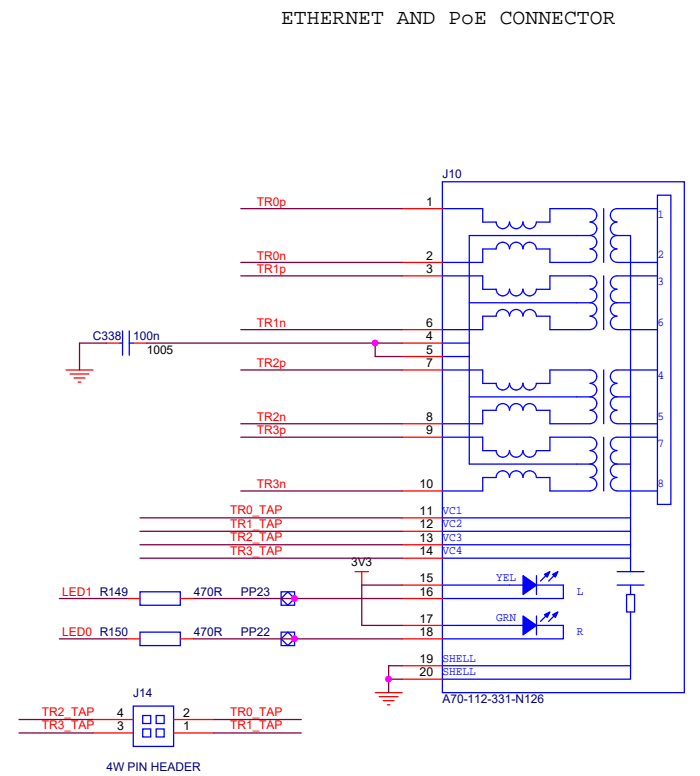 ETHERNET AND PoE CONNECTOR
J10
TR0p 1 1
TR0n 2 2
TR1p 3 3
TR1n 6 6
C338 100n 4
1005 5
TR2p 7 4
TR2n 8 5
TR3p 9 7
TR3n 10 8
TR0_TAP 11 VC1
TR1_TAP 12 VC2
TR2_TAP 13 VC3
TR3_TAP 14 VC4
3V3
15 YEL
LED1 R149 470R PP23 16 L
17 GRN
LED0 R150 470R PP22 18 R
19 SHELL
20 SHELL
A70-112-331-N126
J14
TR2_TAP 4 2 TR0_TAP
TR3_TAP 3 1 TR1_TAP
4W PIN HEADER